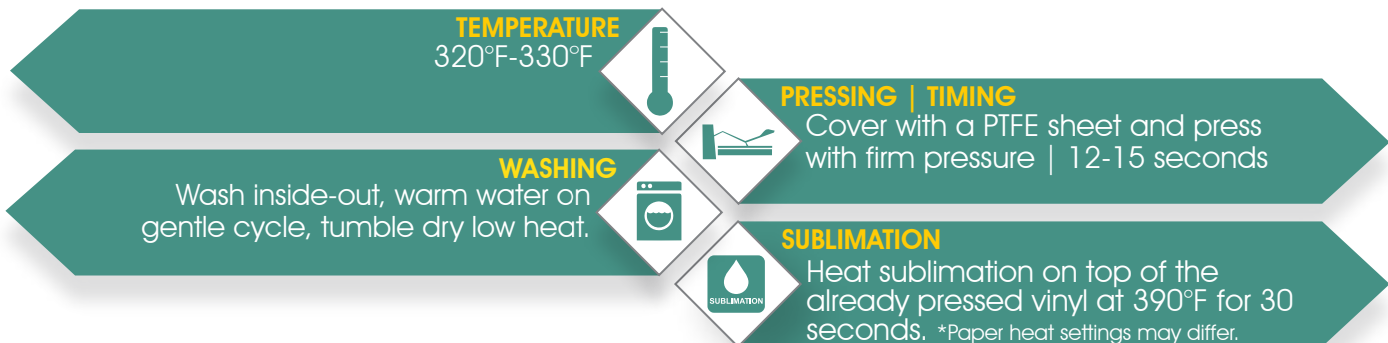 TEMPERATURE
320°F-330°F
PRESSING | TIMING
Cover with a PTFE sheet and press
with firm pressure | 12-15 seconds
WASHING
Wash inside-out, warm water on
gentle cycle, tumble dry low heat.
SUBLIMATION
SUBLIMATION
Heat sublimation on top of the
already pressed vinyl at 390°F for 30
seconds. *Paper heat settings may differ.